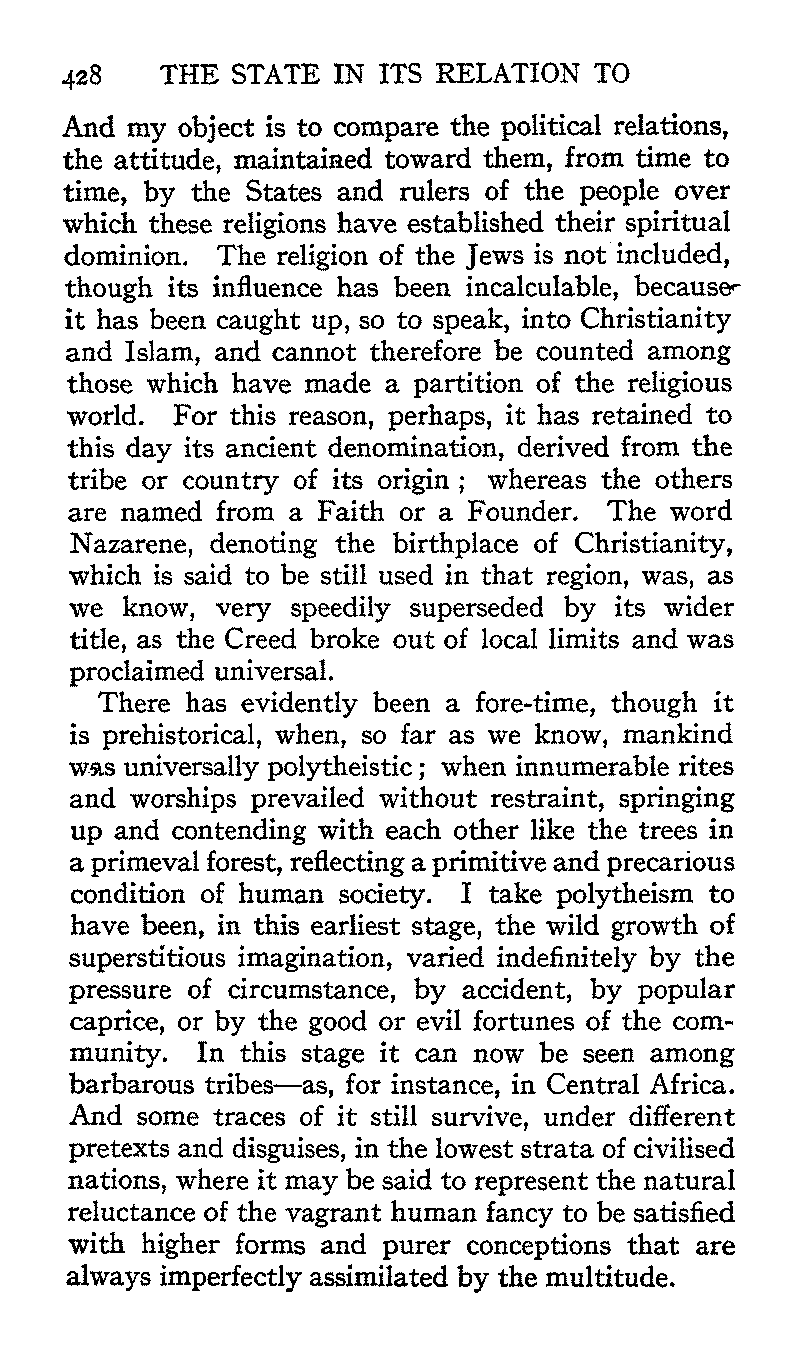 428 THE STATE IN ITS RELATION TO
And my object is to compare the political relations,
the attitude, maintained toward them, from time to
time, by the States and rulers of the people over
which these religions have established their spiritual
dominion. The religion of the Jews is not included,
though its influence has been incalculable, because
it has been caught up, so to speak, into Christianity
and Islam, and cannot therefore be counted among
those which have made a partition of the religious
world. For this reason, perhaps, it has retained to
this day its ancient denomination, derived from the
tribe or country of its origin ; whereas the others
are named from a Faith or a Founder. The word
Nazarene, denoting the birthplace of Christianity,
which is said to be still used in that region, was, as
we know, very speedily superseded by its wider
title, as the Creed broke out of local limits and was
proclaimed universal.
There has evidently been a fore-time, though it
is prehistorical, when, so far as we know, mankind
was universally polytheistic ; when innumerable rites
and worships prevailed without restraint, springing
up and contending with each other like the trees in
a primeval forest, reflecting a primitive and precarious
condition of human society. I take polytheism to
have been, in this earliest stage, the wild growth of
superstitious imagination, varied indefinitely by the
pressure of circumstance, by accident, by popular
caprice, or by the good or evil fortunes of the com-
munity. In this stage it can now be seen among
barbarous tribes—as, for instance, in Central Africa.
And some traces of it still survive, under different
pretexts and disguises, in the lowest strata of civilised
nations, where it may be said to represent the natural
reluctance of the vagrant human fancy to be satisfied
with higher forms and purer conceptions that are
always imperfectly assimilated by the multitude.